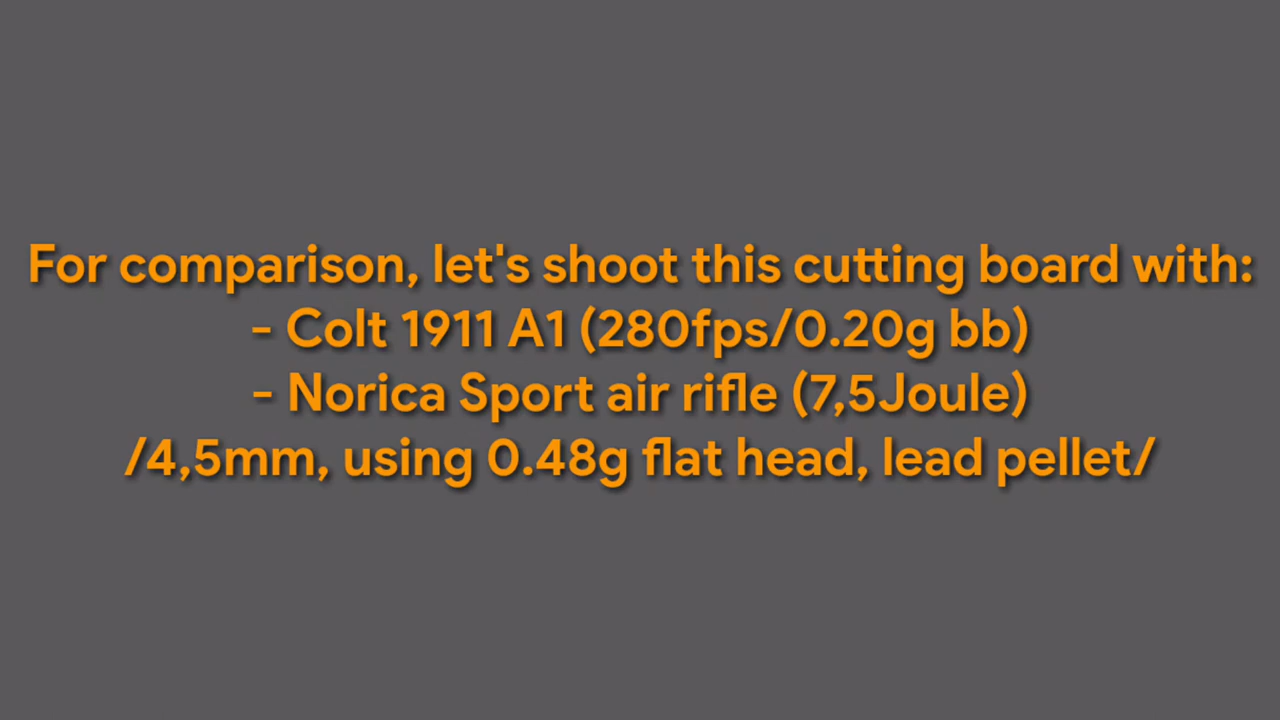 For comparison, let's shoot this cutting board with:
- Colt 1911 A1 (280fps/0.20g bb)
- Norica Sport air rifle (7,5Joule)
/4,5mm, using 0.48g flat head, lead pellet/